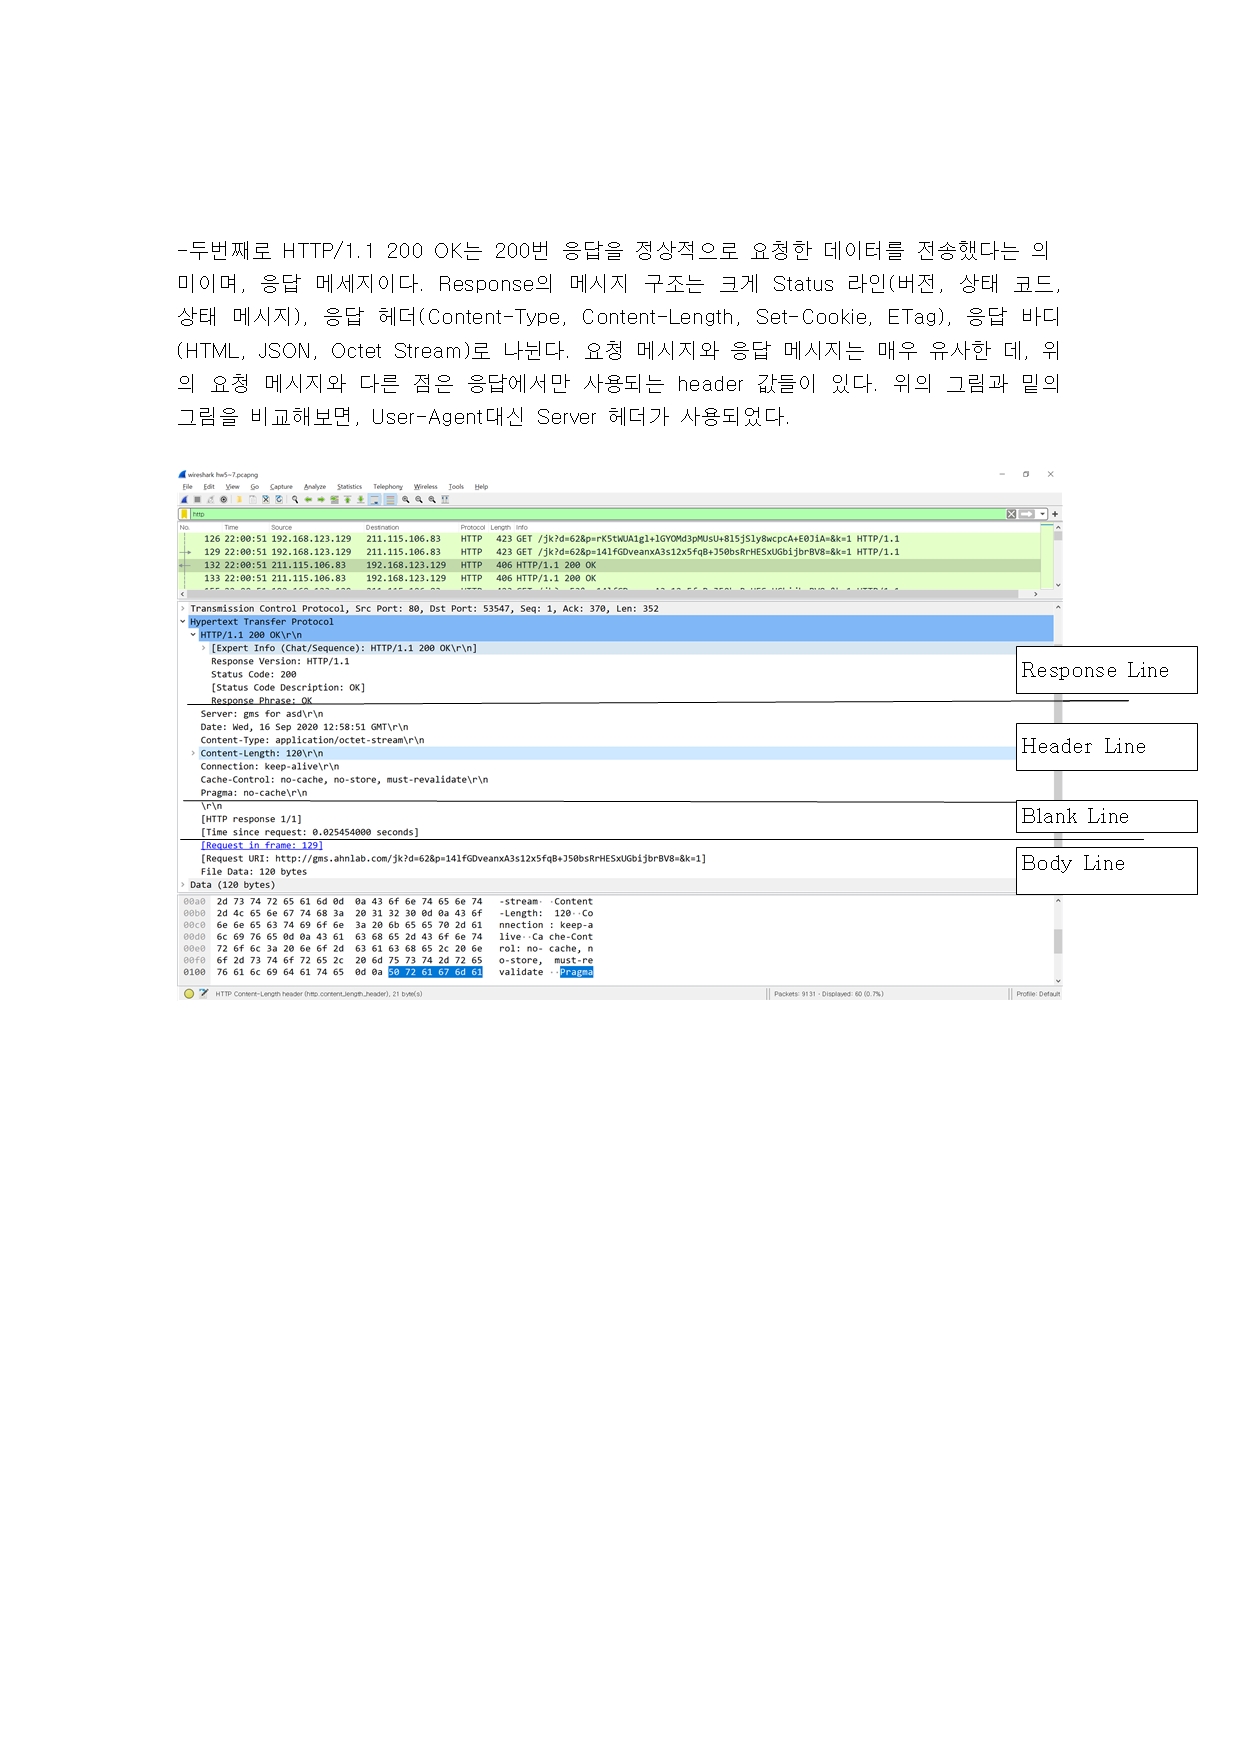 -두번째로 HTTP/1.1 200 OK는 200번 응답을 정상적으로 요청한 데이터를 전송했다는 의
미이며, 응답 메세지이다. Response의 메시지 구조는 크게 Status 라인(버전, 상태 코드,
상태 메시지), 응답 헤더(Content-Type, Content-Length, Set-Cookie, ETag), 응답 바디
(HTML, JSON, Octet Stream)로 나뉜다. 요청 메시지와 응답 메시지는 매우 유사한 데, 위
의 요청 메시지와 다른 점은 응답에서만 사용되는 header 값들이 있다. 위의 그림과 밑의
그림을 비교해보면, User-Agent대신 Server 헤더가 사용되었다.
wireshark hw5~7.pcapng
File Edit View Go Capture Analyze Statistics Telephony Wireless Tools Help
http
No. Time Source Destination Protocol Length Info
126 22:00:51 192.168.123.129 211.115.106.83 HTTP 423 GET /jk?d=62&p=rK5tWUA1gl+lGYOMd3pMUsU+8l5jSly8wcpcA+E0JiA=&k=1 HTTP/1.1
129 22:00:51 192.168.123.129 211.115.106.83 HTTP 423 GET /jk?d=62&p=14lfGDveanxA3s12x5fqB+J50bsRrHESxUGbijbrBV8=&k=1 HTTP/1.1
132 22:00:51 211.115.106.83 192.168.123.129 HTTP 406 HTTP/1.1 200 OK
133 22:00:51 211.115.106.83 192.168.123.129 HTTP 406 HTTP/1.1 200 OK
Transmission Control Protocol, Src Port: 80, Dst Port: 53547, Seq: 1, Ack: 370, Len: 352
Hypertext Transfer Protocol
HTTP/1.1 200 OK\r\n
[Expert Info (Chat/Sequence): HTTP/1.1 200 OK\r\n]
Response Version: HTTP/1.1
Status Code: 200
[Status Code Description: OK]
Response Phrase: OK
Response Line
Server: gms for asd\r\n
Date: Wed, 16 Sep 2020 12:58:51 GMT\r\n
Content-Type: application/octet-stream\r\n
Content-Length: 120\r\n
Connection: keep-alive\r\n
Cache-Control: no-cache, no-store, must-revalidate\r\n
Pragma: no-cache\r\n
Header Line
\r\n
[HTTP response 1/1]
[Time since request: 0.025454000 seconds]
Blank Line
[Request in frame: 129]
[Request URI: http://gms.ahnlab.com/jk?d=62&p=14lfGDveanxA3s12x5fqB+J50bsRrHESxUGbijbrBV8=&k=1]
File Data: 120 bytes
Data (120 bytes)
Body Line
00a0 2d 73 74 72 65 61 6d 0d 0a 43 6f 6e 74 65 6e 74 -stream· ·Content
00b0 2d 4c 65 6e 67 74 68 3a 20 31 32 30 0d 0a 43 6f -Length: 120··Co
00c0 6e 6e 65 63 74 69 6f 6e 3a 20 6b 65 65 70 2d 61 nnection : keep-a
00d0 6c 69 76 65 0d 0a 43 61 63 68 65 2d 43 6f 6e 74 live··Ca che-Cont
00e0 72 6f 6c 3a 20 6e 6f 2d 63 61 63 68 65 2c 20 6e rol: no- cache, n
00f0 6f 2d 73 74 6f 72 65 2c 20 6d 75 73 74 2d 72 65 o-store, must-re
0100 76 61 6c 69 64 61 74 65 0d 0a 50 72 61 67 6d 61 validate ··Pragma
HTTP Content-Length header (http.content_length_header), 21 byte(s) Packets: 9131 · Displayed: 60 (0.7%) Profile: Default